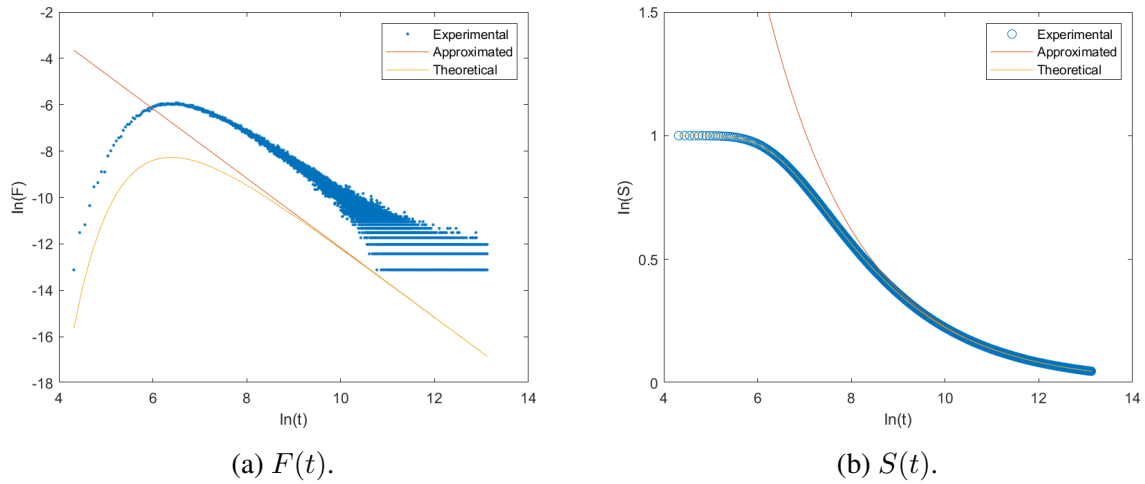 -2
-4
-6
-8
-10
-12
-14
-16
-18
ln(F)
4
6
8
10
12
14
ln(t)
Experimental
Approximated
Theoretical
(a) F(t).
1.5
1
0.5
0
ln(S)
4
6
8
10
12
14
ln(t)
Experimental
Approximated
Theoretical
(b) S(t).